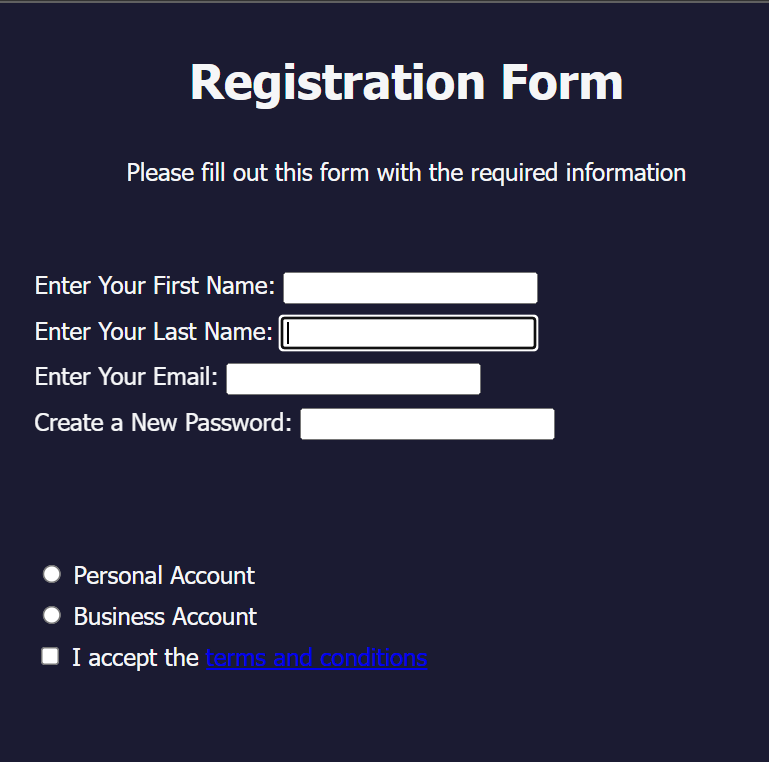 Registration Form
Please fill out this form with the required information
Enter Your First Name:
Enter Your Last Name:
Enter Your Email:
Create a New Password:
Personal Account
Business Account
I accept the terms and conditions